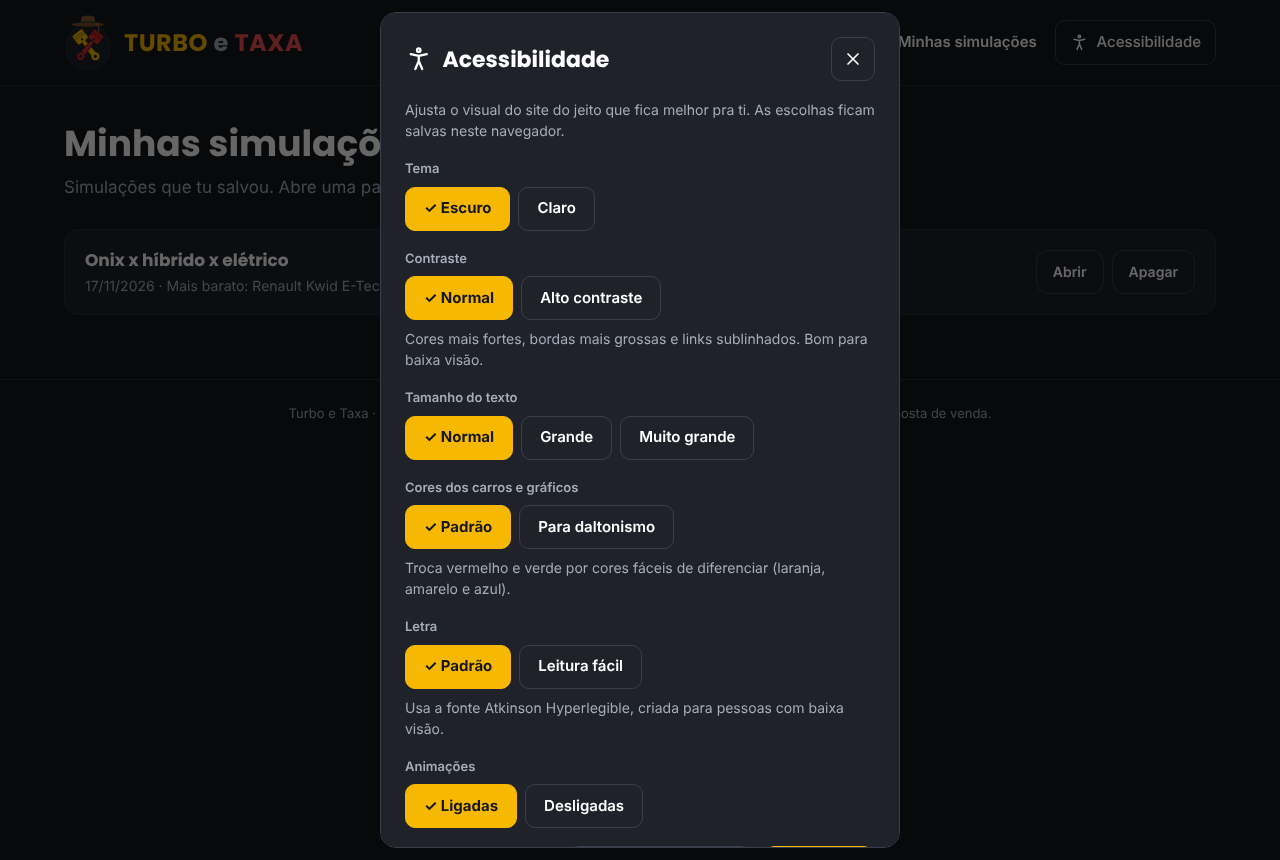 TURBO e TAXA
Minhas simulações
Acessibilidade
Minhas simulaçõ
Simulações que tu salvou. Abre uma pa
Onix x híbrido x elétrico
17/11/2026 · Mais barato: Renault Kwid E-Tec
Abrir
Apagar
Turbo e Taxa ·
osta de venda.
Acessibilidade
Ajusta o visual do site do jeito que fica melhor pra ti. As escolhas ficam
salvas neste navegador.
Tema
✓ Escuro
Claro
Contraste
✓ Normal
Alto contraste
Cores mais fortes, bordas mais grossas e links sublinhados. Bom para
baixa visão.
Tamanho do texto
✓ Normal
Grande
Muito grande
Cores dos carros e gráficos
✓ Padrão
Para daltonismo
Troca vermelho e verde por cores fáceis de diferenciar (laranja,
amarelo e azul).
Letra
✓ Padrão
Leitura fácil
Usa a fonte Atkinson Hyperlegible, criada para pessoas com baixa
visão.
Animações
✓ Ligadas
Desligadas